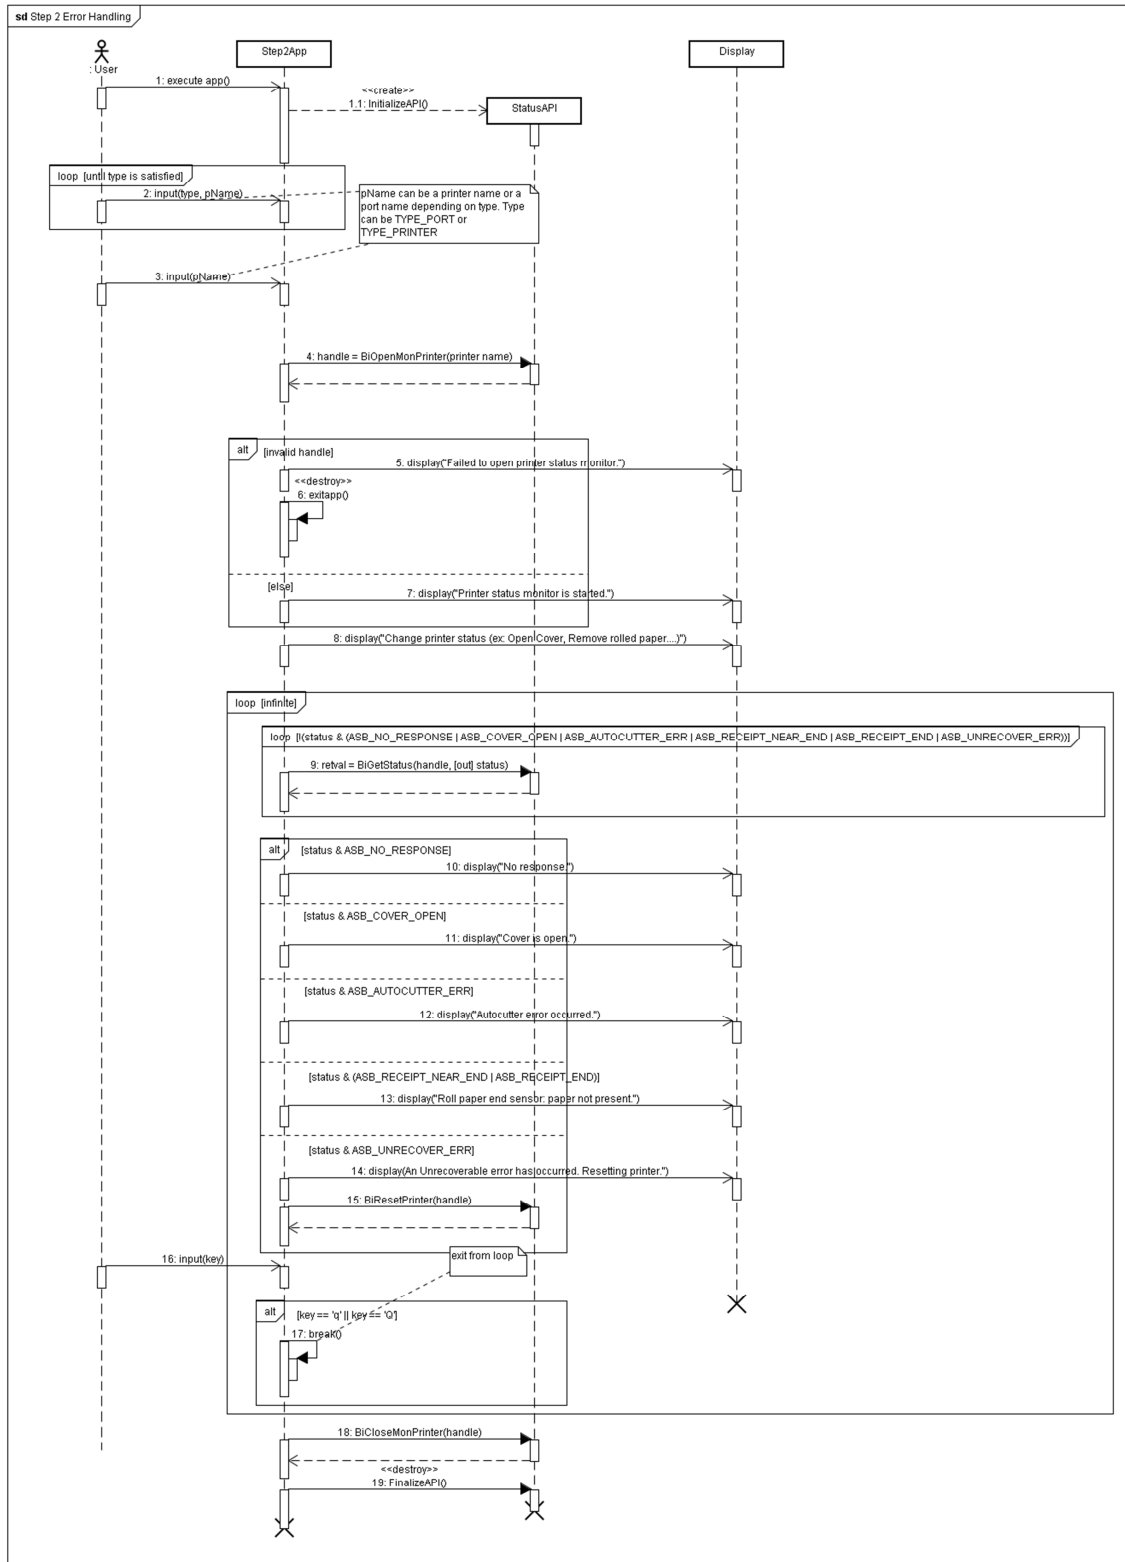 sd Step 2 Error Handling
: User
Step2App
Display
1: execute app()
<<create>>
1.1: InitializeAPI()
StatusAPI
loop [until type is satisfied]
2: input(type, pName)
pName can be a printer name or a
port name depending on type. Type
can be TYPE_PORT or
TYPE_PRINTER
3: input(pName)
4: handle = BiOpenMonPrinter(printer name)
alt [invalid handle]
5: display("Failed to open printer status monitor.")
<<destroy>>
6: exitapp()
[else]
7: display("Printer status monitor is started.")
8: display("Change printer status (ex: Open Cover, Remove rolled paper....)")
loop [infinite]
loop [!(status & (ASB_NO_RESPONSE | ASB_COVER_OPEN | ASB_AUTOCUTTER_ERR | ASB_RECEIPT_NEAR_END | ASB_RECEIPT_END | ASB_UNRECOVER_ERR))]
9: retval = BiGetStatus(handle, [out] status)
alt [status & ASB_NO_RESPONSE]
10: display("No response.")
[status & ASB_COVER_OPEN]
11: display("Cover is open.")
[status & ASB_AUTOCUTTER_ERR]
12: display("Autocutter error occurred.")
[status & (ASB_RECEIPT_NEAR_END | ASB_RECEIPT_END)]
13: display("Roll paper end sensor: paper not present.")
[status & ASB_UNRECOVER_ERR]
14: display(An Unrecoverable error has occurred. Resetting printer.")
15: BiResetPrinter(handle)
exit from loop
16: input(key)
alt [key == 'q' || key == 'Q']
17: break()
18: BiCloseMonPrinter(handle)
<<destroy>>
19: FinalizeAPI()